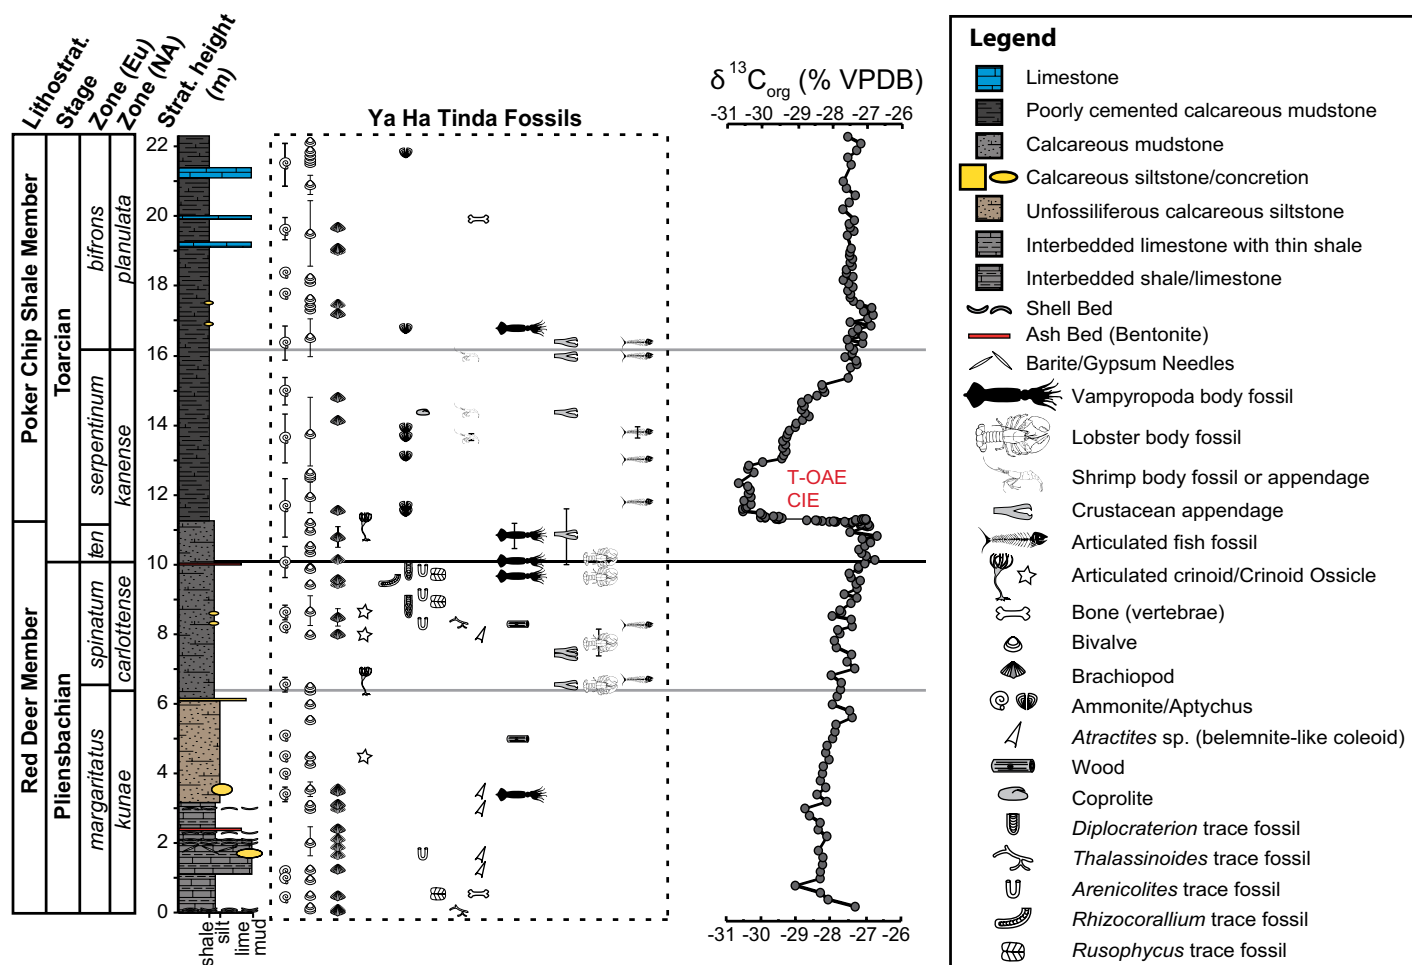 Lithostrat.
Stage
Zone (Eu)
Zone (NA)
Strat. height
(m)
Ya Ha Tinda Fossils
δ 13Corg (% VPDB)
-31 -30 -29 -28 -27 -26
Poker Chip Shale Member
Red Deer Member
Toarcian
Pliensbachian
bifrons
serpentinum
ten
spinatum
margaritatus
planulata
kanense
carlottense
kunae
22
20
18
16
14
12
10
8
6
4
2
0
shale
silt
lime
mud
T-OAE
CIE
-31 -30 -29 -28 -27 -26
Legend
Limestone
Poorly cemented calcareous mudstone
Calcareous mudstone
Calcareous siltstone/concretion
Unfossiliferous calcareous siltstone
Interbedded limestone with thin shale
Interbedded shale/limestone
Shell Bed
Ash Bed (Bentonite)
Barite/Gypsum Needles
Vampyropoda body fossil
Lobster body fossil
Shrimp body fossil or appendage
Crustacean appendage
Articulated fish fossil
Articulated crinoid/Crinoid Ossicle
Bone (vertebrae)
Bivalve
Brachiopod
Ammonite/Aptychus
Atractites sp. (belemnite-like coleoid)
Wood
Coprolite
Diplocraterion trace fossil
Thalassinoides trace fossil
Arenicolites trace fossil
Rhizocorallium trace fossil
Rusophycus trace fossil